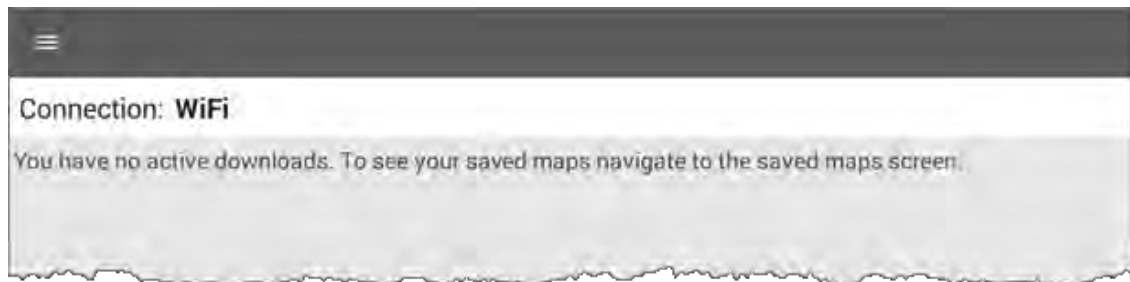 Connection: WiFi
You have no active downloads. To see your saved maps navigate to the saved maps screen.